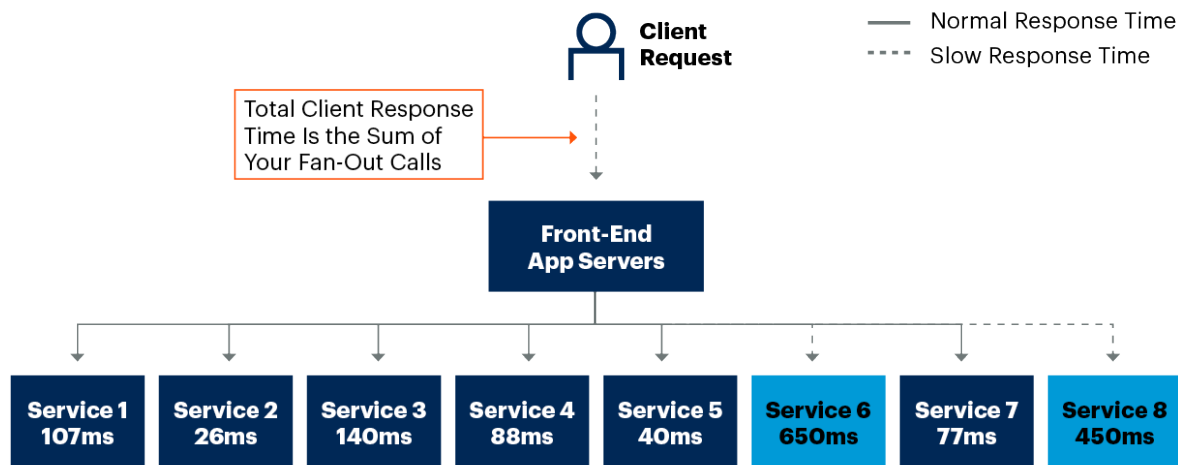 Client
Request
Normal Response Time
Slow Response Time
Total Client Response
Time Is the Sum of
Your Fan-Out Calls
Front-End
App Servers
Service 1
107ms
Service 2
26ms
Service 3
140ms
Service 4
88ms
Service 5
40ms
Service 6
650ms
Service 7
77ms
Service 8
450ms